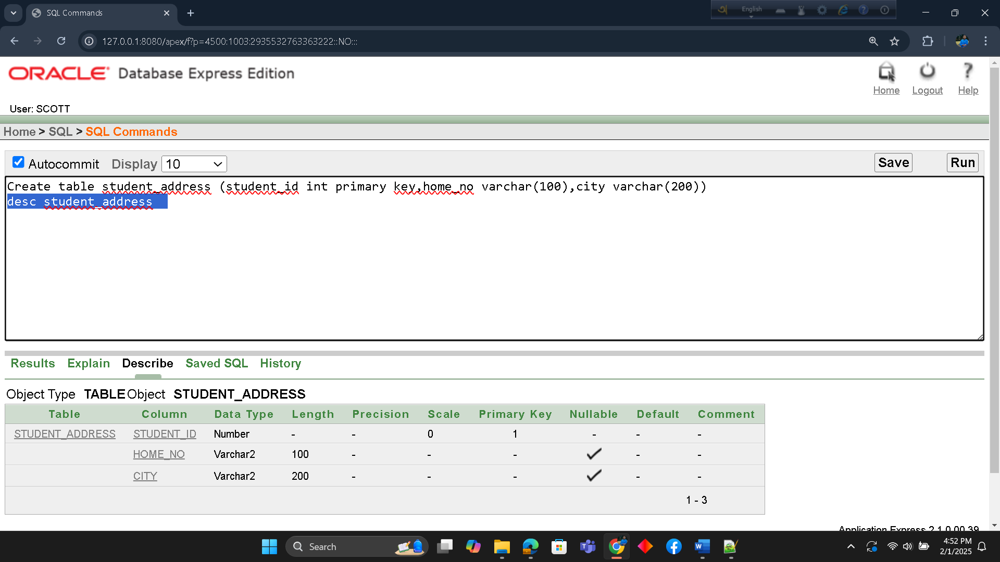 SQL Commands
English
127.0.0.1:8080/apex/f?p=4500:1003:2935532763363222::NO:::
ORACLE Database Express Edition
Home Logout Help
User: SCOTT
Home > SQL > SQL Commands
Autocommit Display 10 Save Run
Create table student_address (student_id int primary key,home_no varchar(100),city varchar(200))
desc student_address
Results Explain Describe Saved SQL History
Object Type TABLE Object STUDENT_ADDRESS
Table Column Data Type Length Precision Scale Primary Key Nullable Default Comment
STUDENT_ADDRESS STUDENT_ID Number - - 0 1 - - -
HOME_NO Varchar2 100 - - - - -
CITY Varchar2 200 - - - - -
1 - 3
Application Express 2.1.0.00.39
Search
4:52 PM
2/1/2025